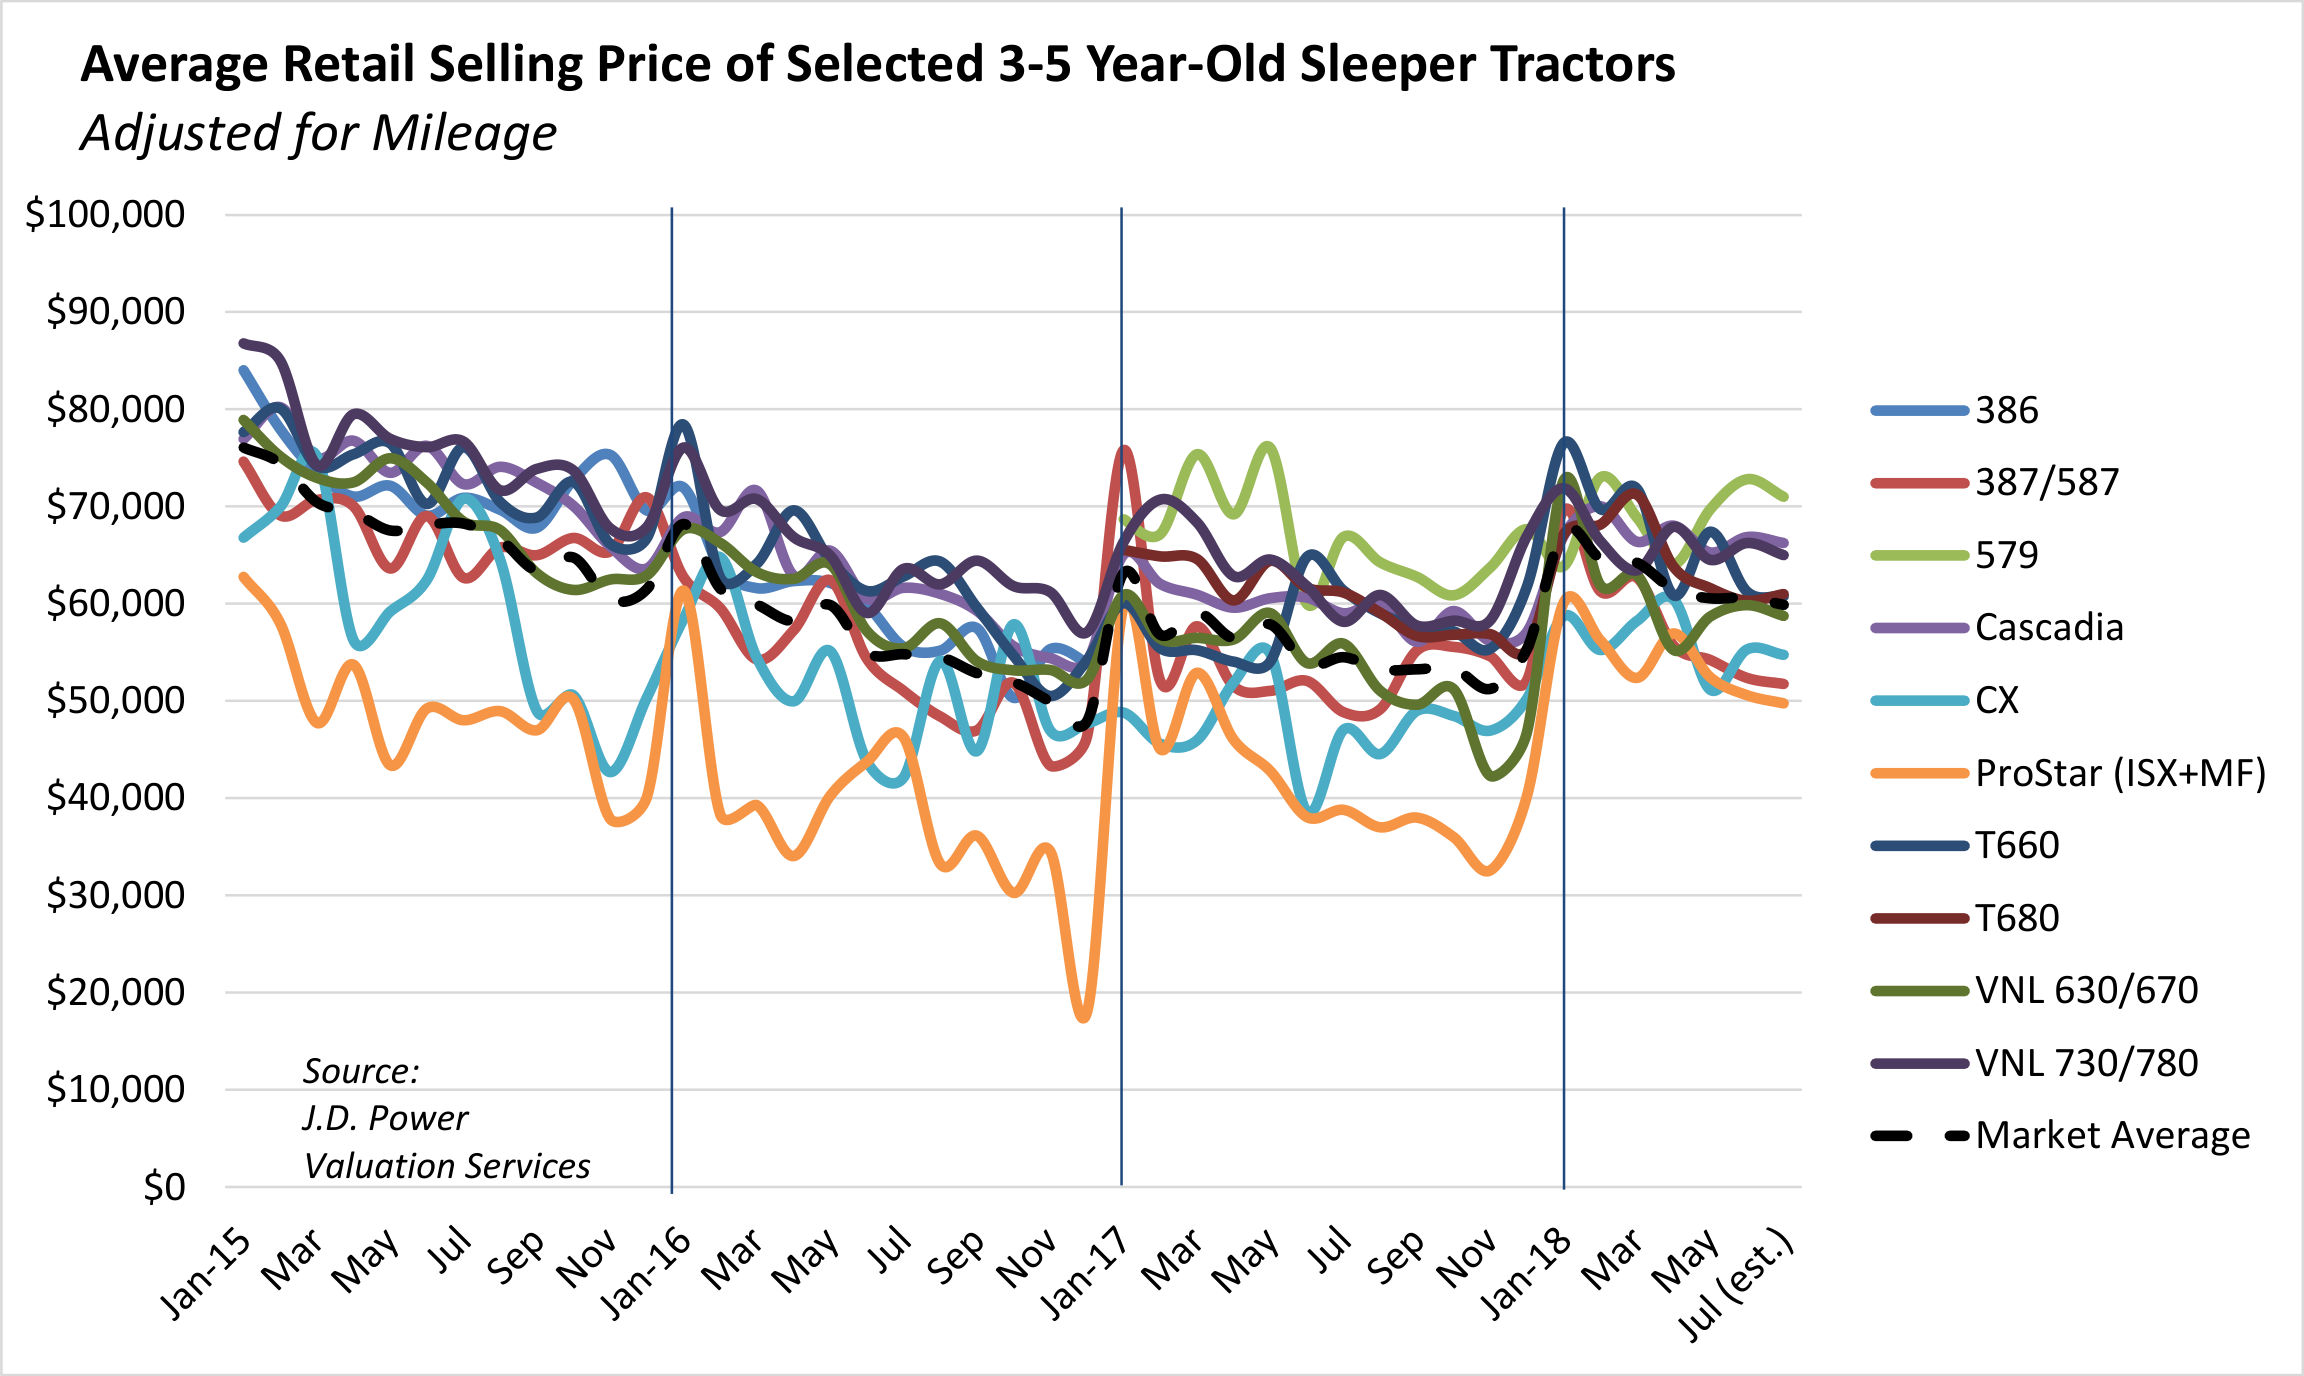 Average Retail Selling Price of Selected 3-5 Year-Old Sleeper Tractors
Adjusted for Mileage
$100,000
$90,000
$80,000
$70,000
$60,000
$50,000
$40,000
$30,000
$20,000
$10,000
$0
386
387/587
579
Cascadia
CX
ProStar (ISX+MF)
T660
T680
VNL 630/670
VNL 730/780
Market Average
Source:
J.D. Power
Valuation Services
Jan-15
Mar
May
Jul
Sep
Nov
Jan-16
Mar
May
Jul
Sep
Nov
Jan-17
Mar
May
Jul
Sep
Nov
Jan-18
Mar
May
Jul (est.)